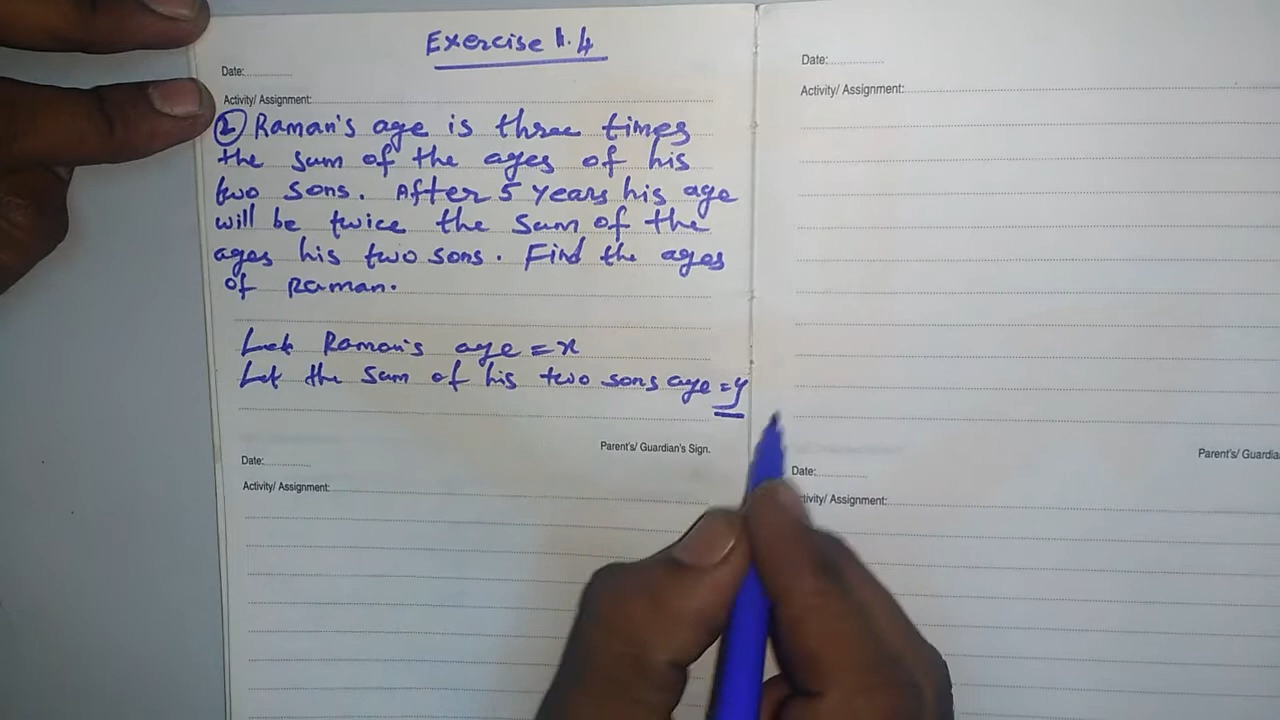 Exercise 11.4
Date:..............
Activity/ Assignment:
② Raman's age is three times
the sum of the ages of his
two sons. After 5 years his age
will be twice the sum of the
ages his two sons. Find the ages
of Raman.
Let Raman's age = x
Let the sum of his two sons age = y
Parent's/ Guardian's Sign.
Date:..............
Activity/ Assignment:
Date:..............
Activity/ Assignment:
Parent's/ Guardia
Date:..............
ctivity/ Assignment: